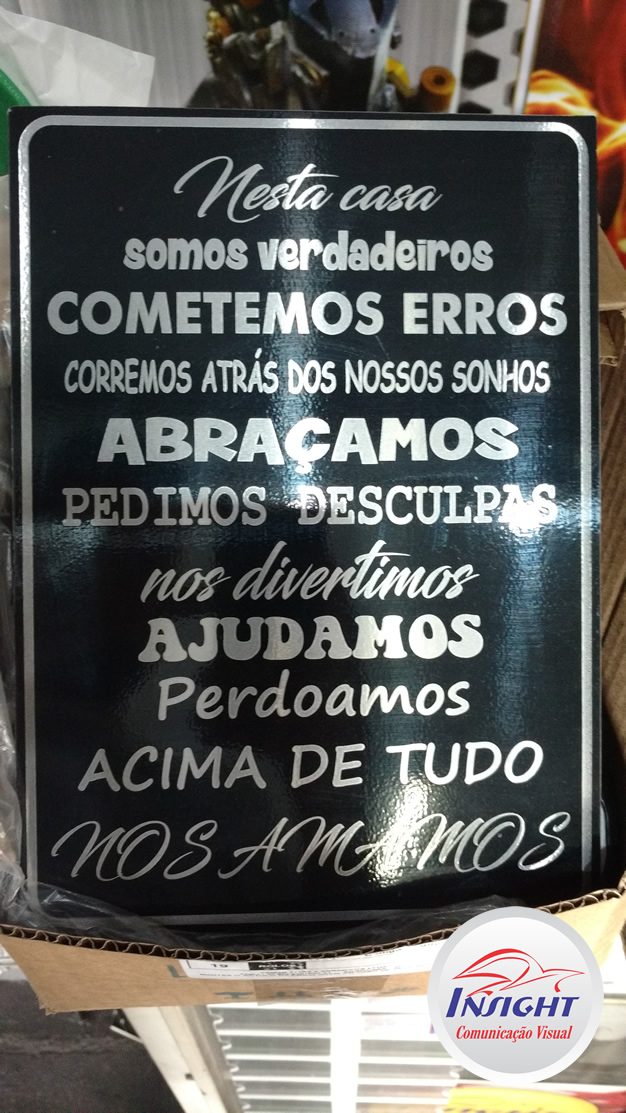 Nesta casa
somos verdadeiros
COMETEMOS ERROS
CORREMOS ATRÁS DOS NOSSOS SONHOS
ABRAÇAMOS
PEDIMOS DESCULPAS
nos divertimos
AJUDAMOS
Perdoamos
ACIMA DE TUDO
NOS AMAMOS
INSIGHT
Comunicação Visual